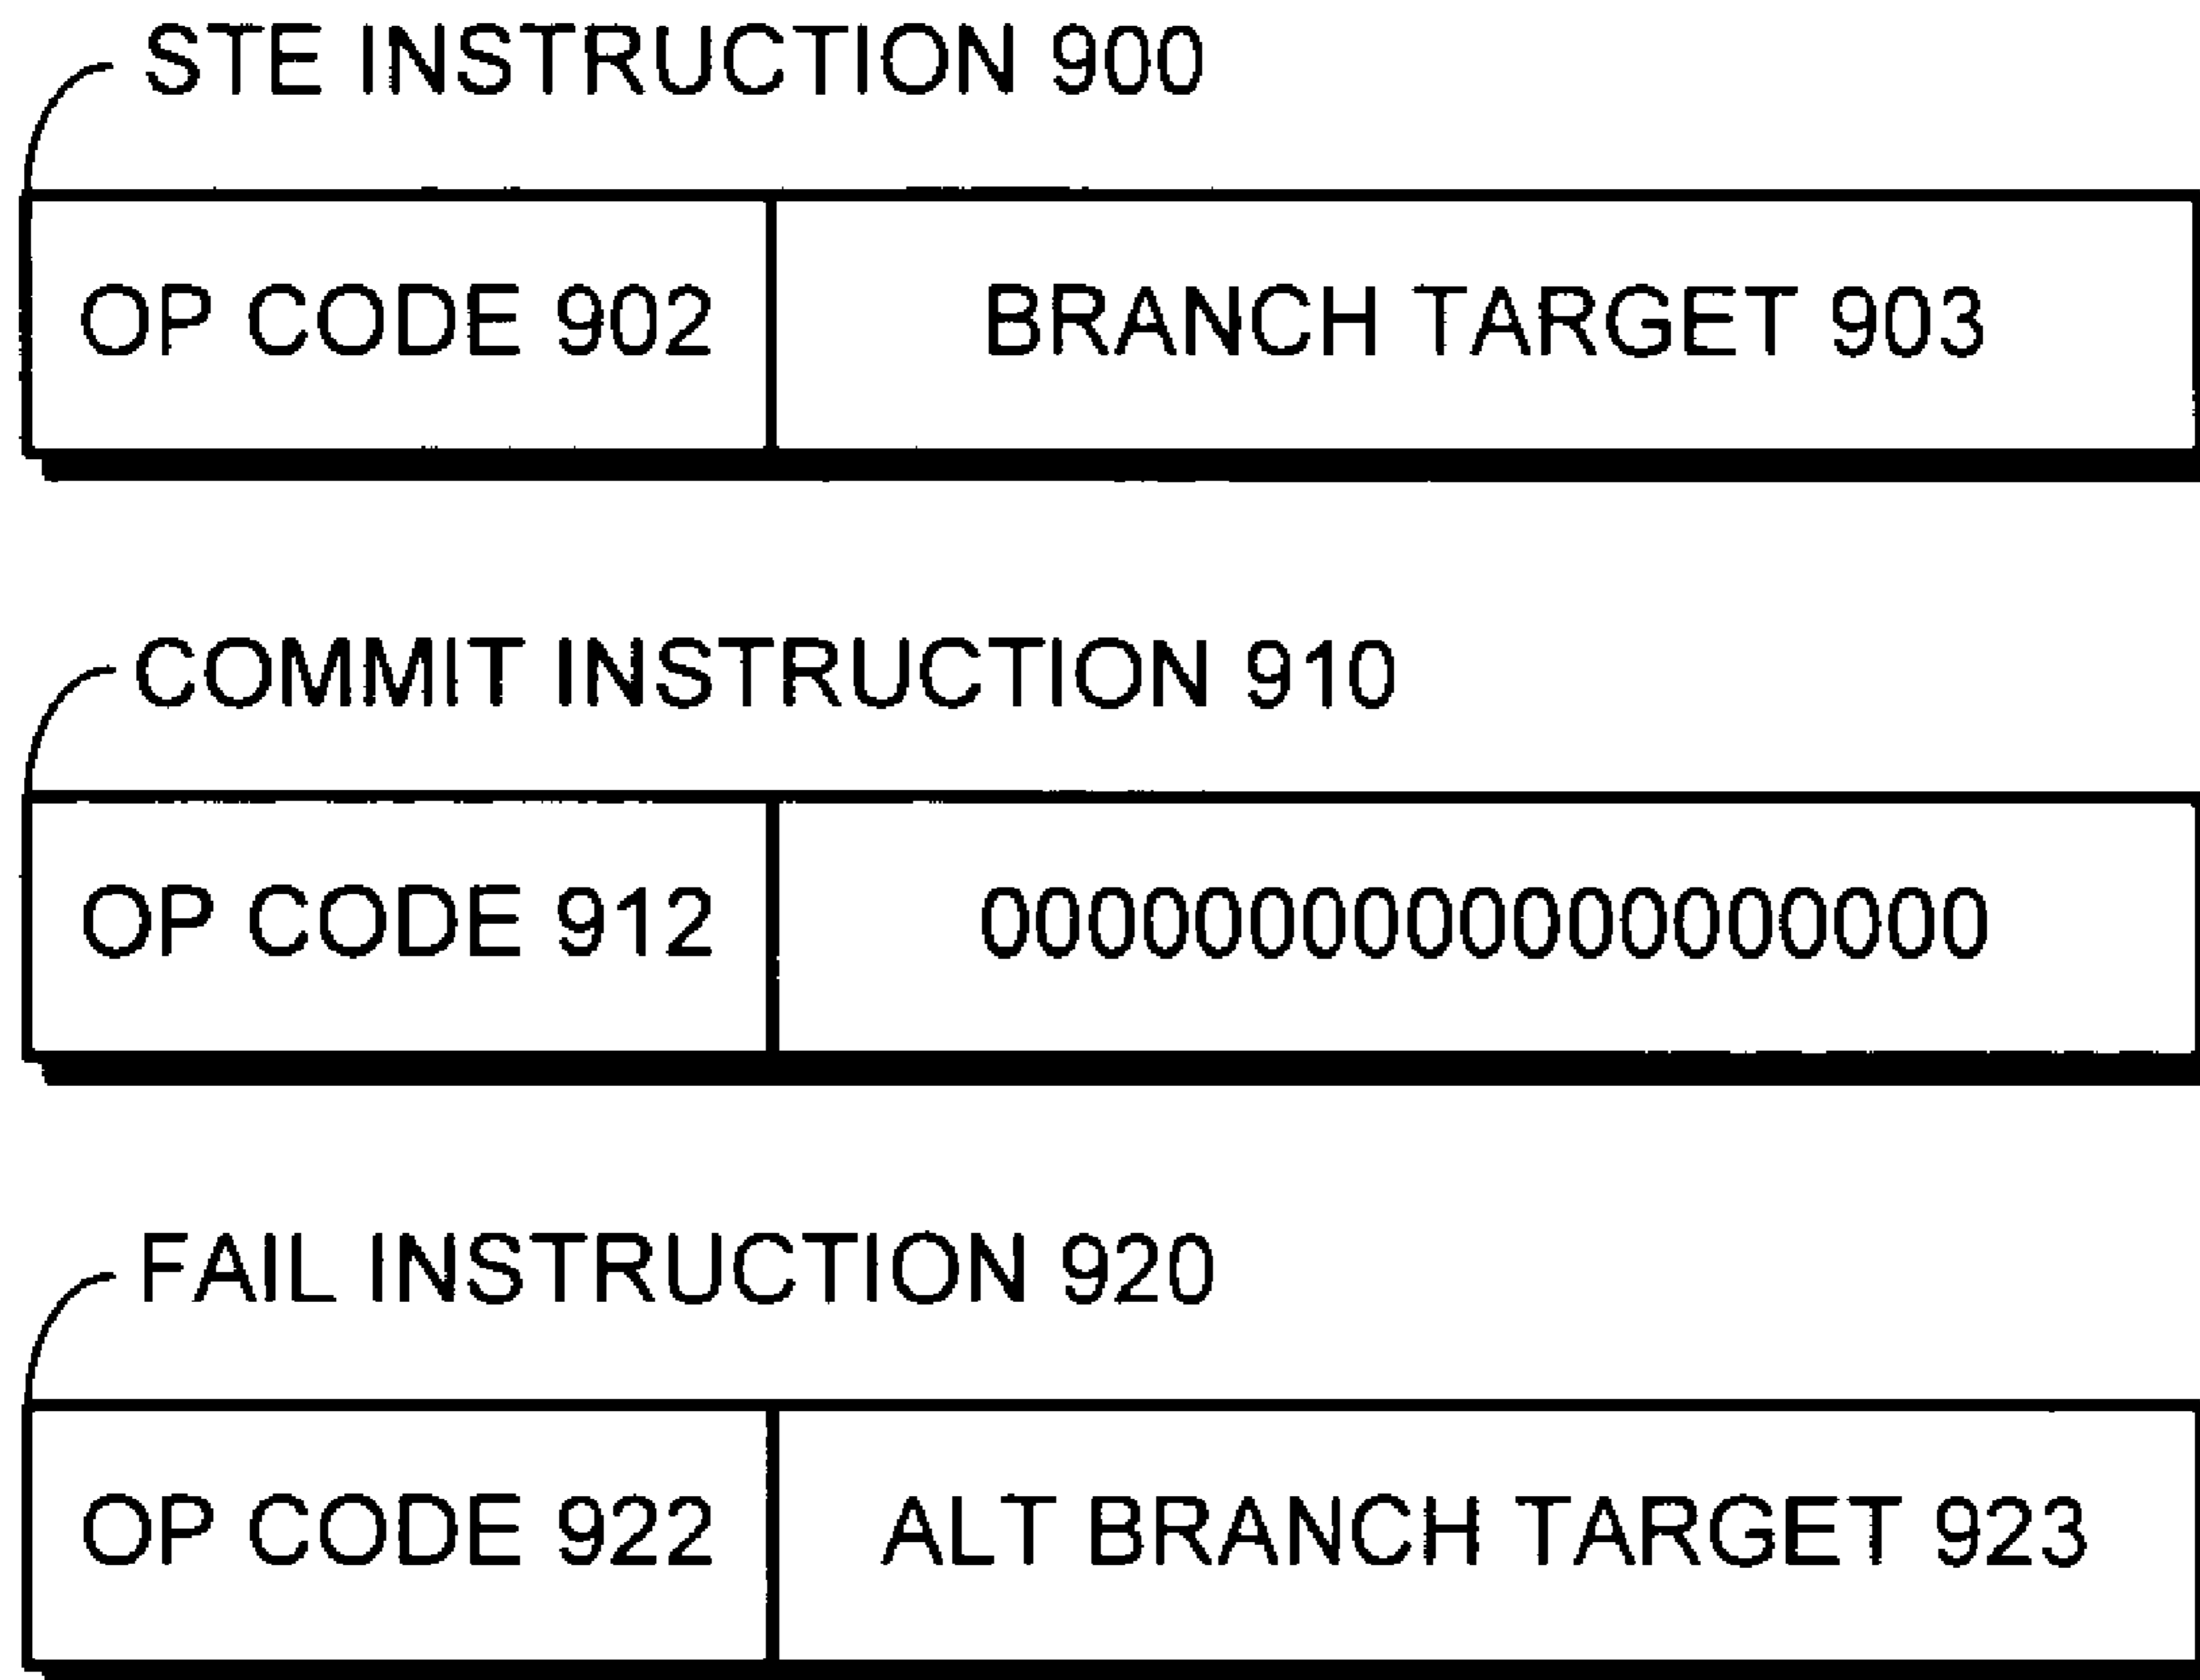 STE INSTRUCTION 900
OP CODE 902 BRANCH TARGET 903
COMMIT INSTRUCTION 910
OP CODE 912 0000000000000000000
FAIL INSTRUCTION 920
OP CODE 922 ALT BRANCH TARGET 923